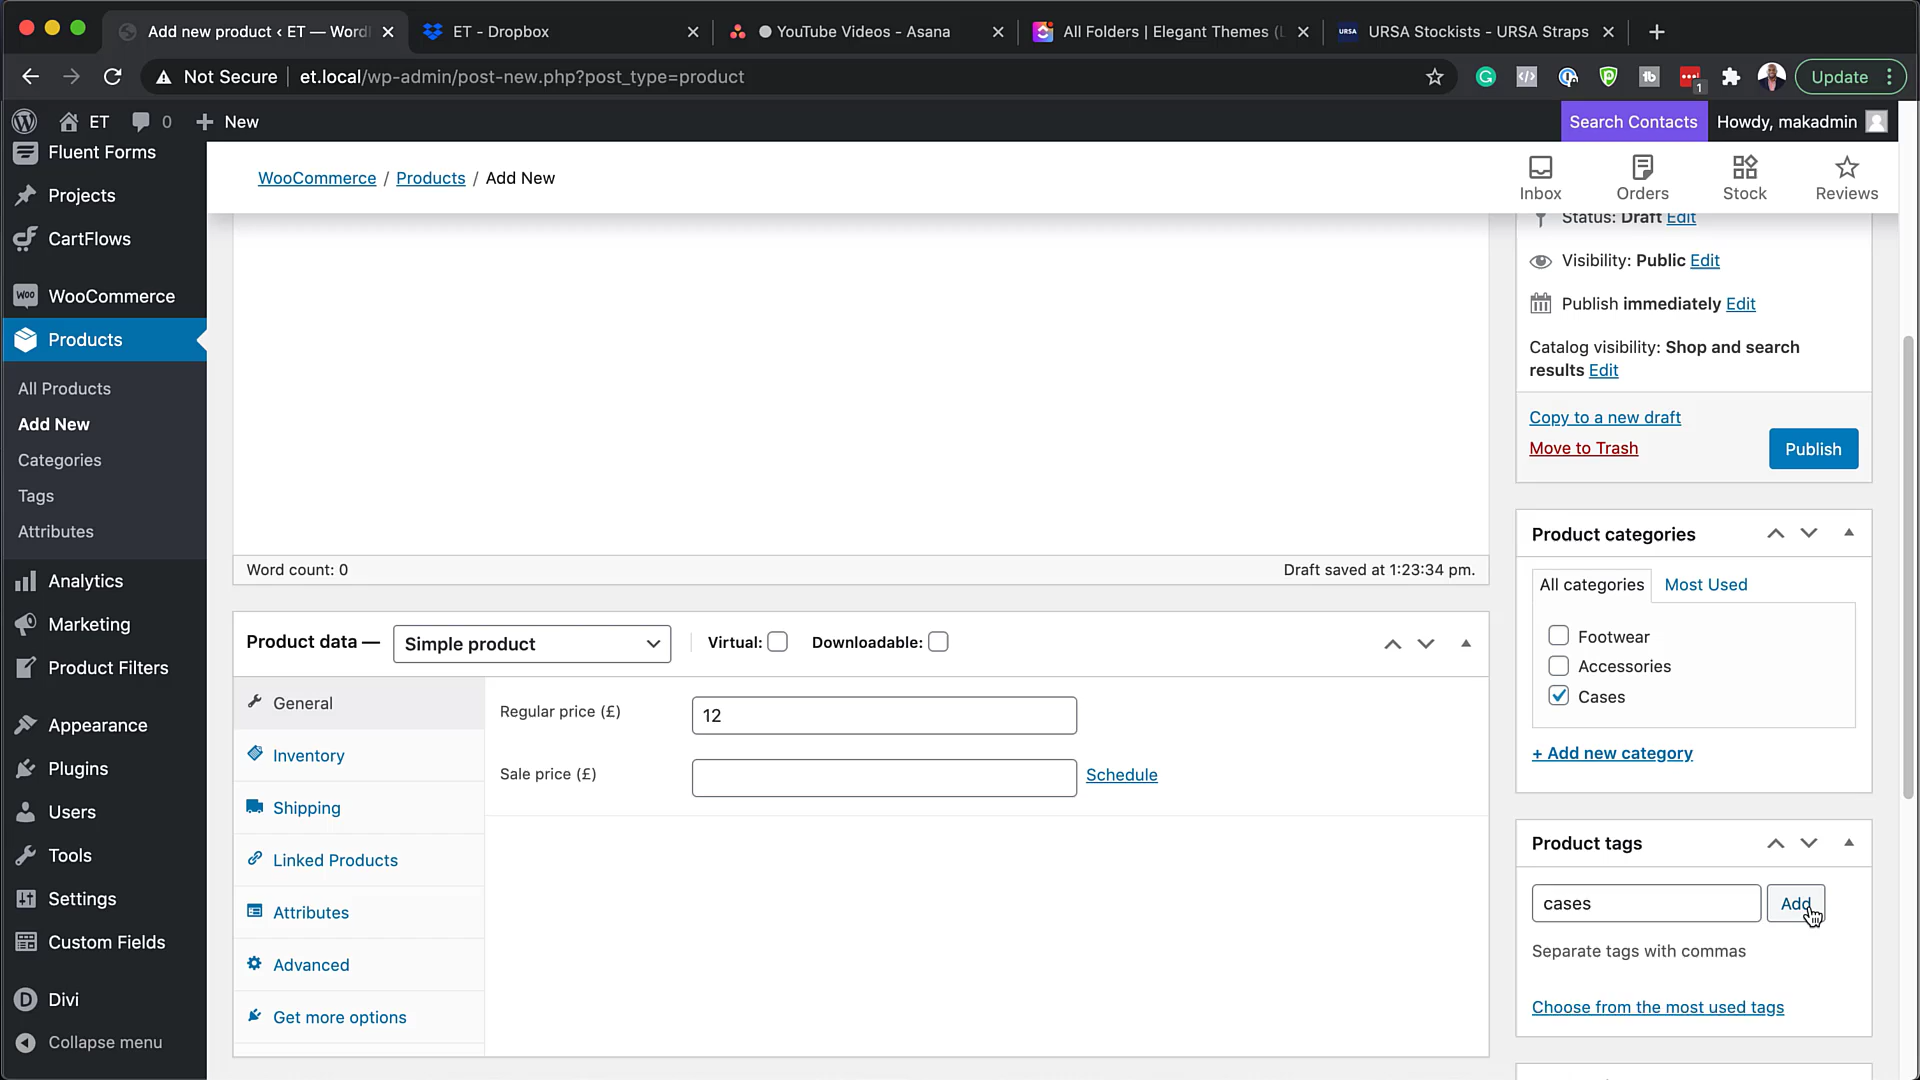 Add new product ‹ ET — Word
ET - Dropbox
YouTube Videos - Asana
All Folders | Elegant Themes (
URSA
URSA Stockists - URSA Straps
Not Secure
et.local/wp-admin/post-new.php?post_type=product
1
Update
ET
0
New
Search Contacts
Howdy, makadmin
Fluent Forms
Projects
CartFlows
WooCommerce
Products
All Products
Add New
Categories
Tags
Attributes
Analytics
Marketing
Product Filters
Appearance
Plugins
Users
Tools
Settings
Custom Fields
Divi
Collapse menu
WooCommerce / Products / Add New
Inbox
Orders
Stock
Reviews
Word count: 0
Draft saved at 1:23:34 pm.
Product data —
Simple product
Virtual:
Downloadable:
General
Inventory
Shipping
Linked Products
Attributes
Advanced
Get more options
Regular price (£)
12
Sale price (£)
Schedule
Status: Draft Edit
Visibility: Public Edit
Publish immediately Edit
Catalog visibility: Shop and search
results Edit
Copy to a new draft
Move to Trash
Publish
Product categories
All categories
Most Used
Footwear
Accessories
Cases
+ Add new category
Product tags
cases
Add
Separate tags with commas
Choose from the most used tags